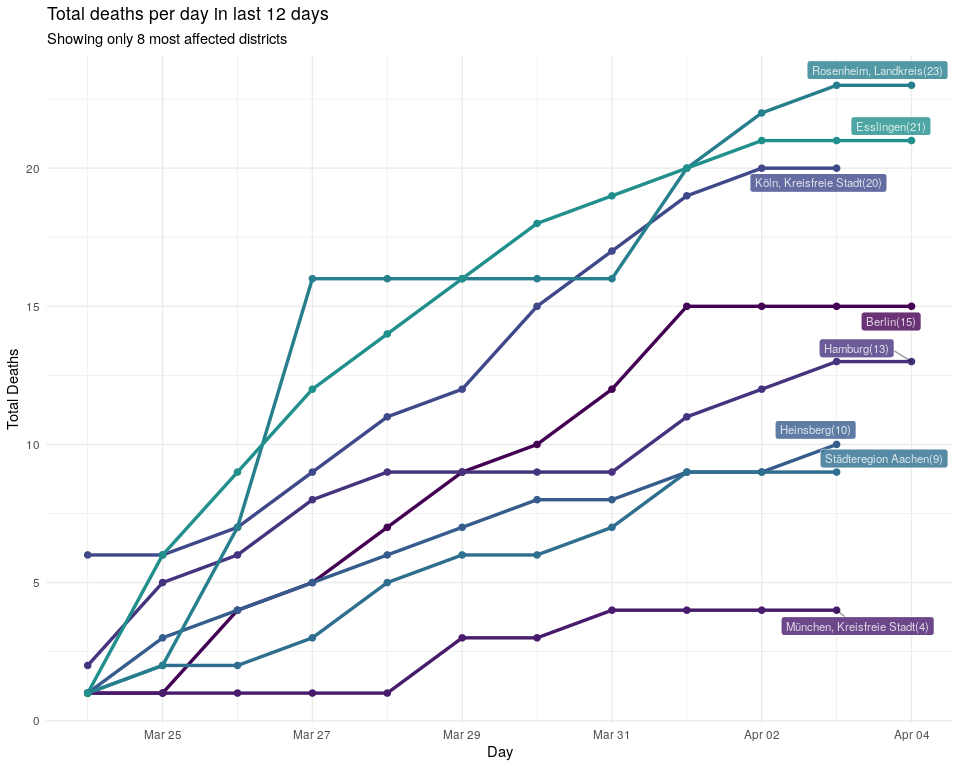 Total deaths per day in last 12 days
Showing only 8 most affected districts
Rosenheim, Landkreis(23)
Esslingen(21)
Köln, Kreisfreie Stadt(20)
Berlin(15)
Hamburg(13)
Heinsberg(10)
Städteregion Aachen(9)
München, Kreisfreie Stadt(4)
Total Deaths
20
15
10
5
0
Mar 25 Mar 27 Mar 29 Mar 31 Apr 02 Apr 04
Day